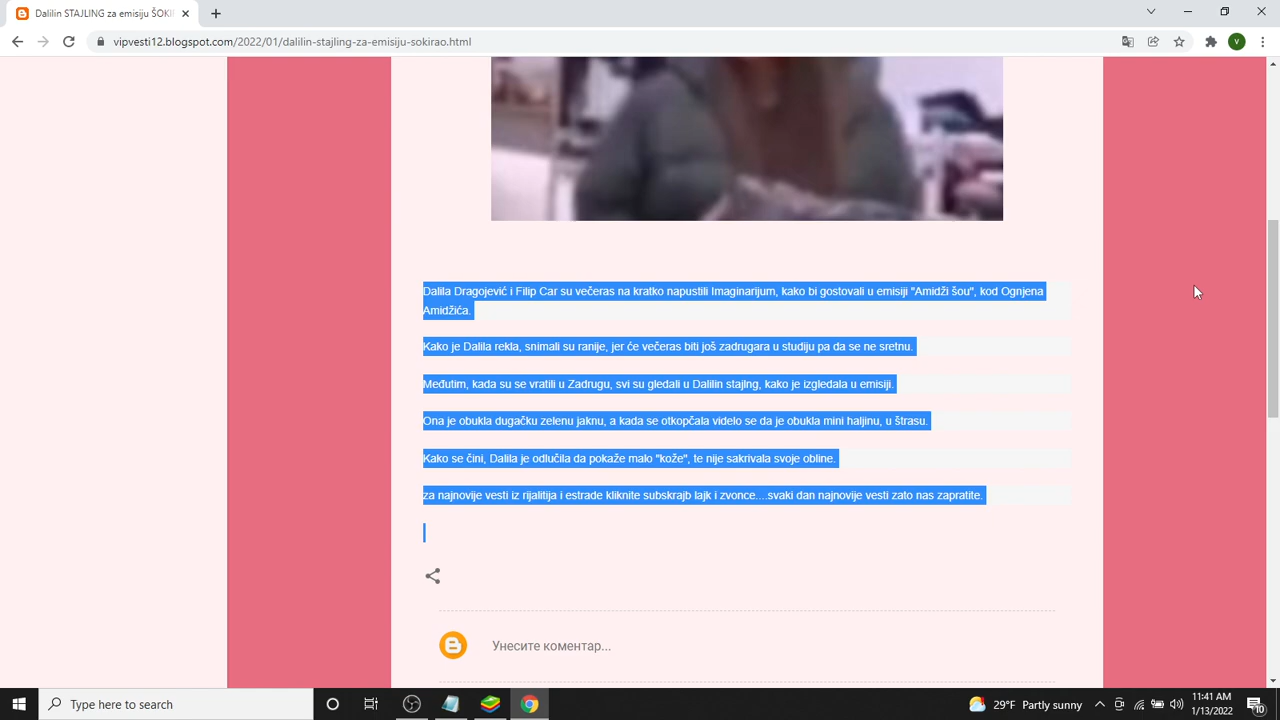 Dalilin STAJLING za emisiju ŠOKI
vipvesti12.blogspot.com/2022/01/dalilin-stajling-za-emisiju-sokirao.html
V
Dalila Dragojević i Filip Car su večeras na kratko napustili Imaginarijum, kako bi gostovali u emisiji "Amidži šou", kod Ognjena
Amidžića.
Kako je Dalila rekla, snimali su ranije, jer će večeras biti još zadrugara u studiju pa da se ne sretnu.
Međutim, kada su se vratili u Zadrugu, svi su gledali u Dalilin stajlng, kako je izgledala u emisiji.
Ona je obukla dugačku zelenu jaknu, a kada se otkopčala videlo se da je obukla mini haljinu, u štrasu.
Kako se čini, Dalila je odlučila da pokaže malo "kože", te nije sakrivala svoje obline.
za najnovije vesti iz rijalitija i estrade kliknite subskrajb lajk i zvonce....svaki dan najnovije vesti zato nas zapratite.
Унесите коментар...
Type here to search
29°F Partly sunny
11:41 AM
1/13/2022
10